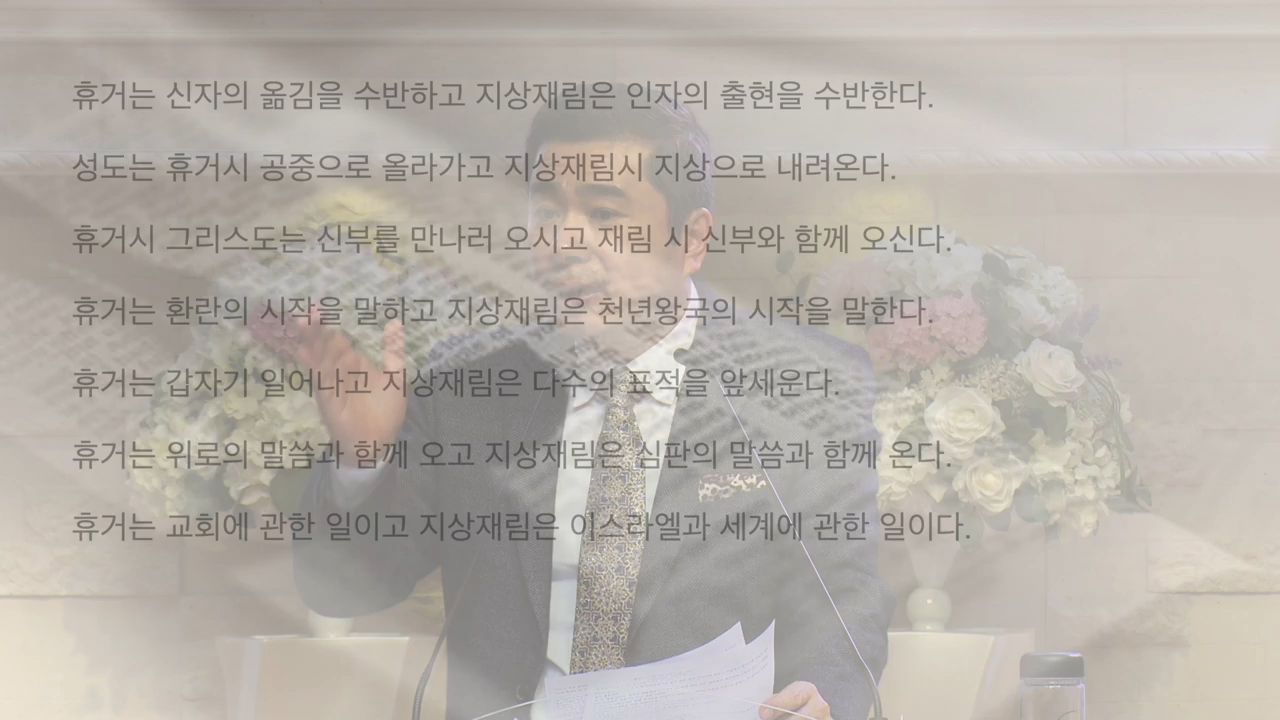 휴거는 신자의 옮김을 수반하고 지상재림은 인자의 출현을 수반한다.
성도는 휴거시 공중으로 올라가고 지상재림시 지상으로 내려온다.
휴거시 그리스도는 신부를 만나러 오시고 재림 시 신부와 함께 오신다.
휴거는 환란의 시작을 말하고 지상재림은 천년왕국의 시작을 말한다.
휴거는 갑자기 일어나고 지상재림은 다수의 표적을 앞세운다.
휴거는 위로의 말씀과 함께 오고 지상재림은 심판의 말씀과 함께 온다.
휴거는 교회에 관한 일이고 지상재림은 이스라엘과 세계에 관한 일이다.